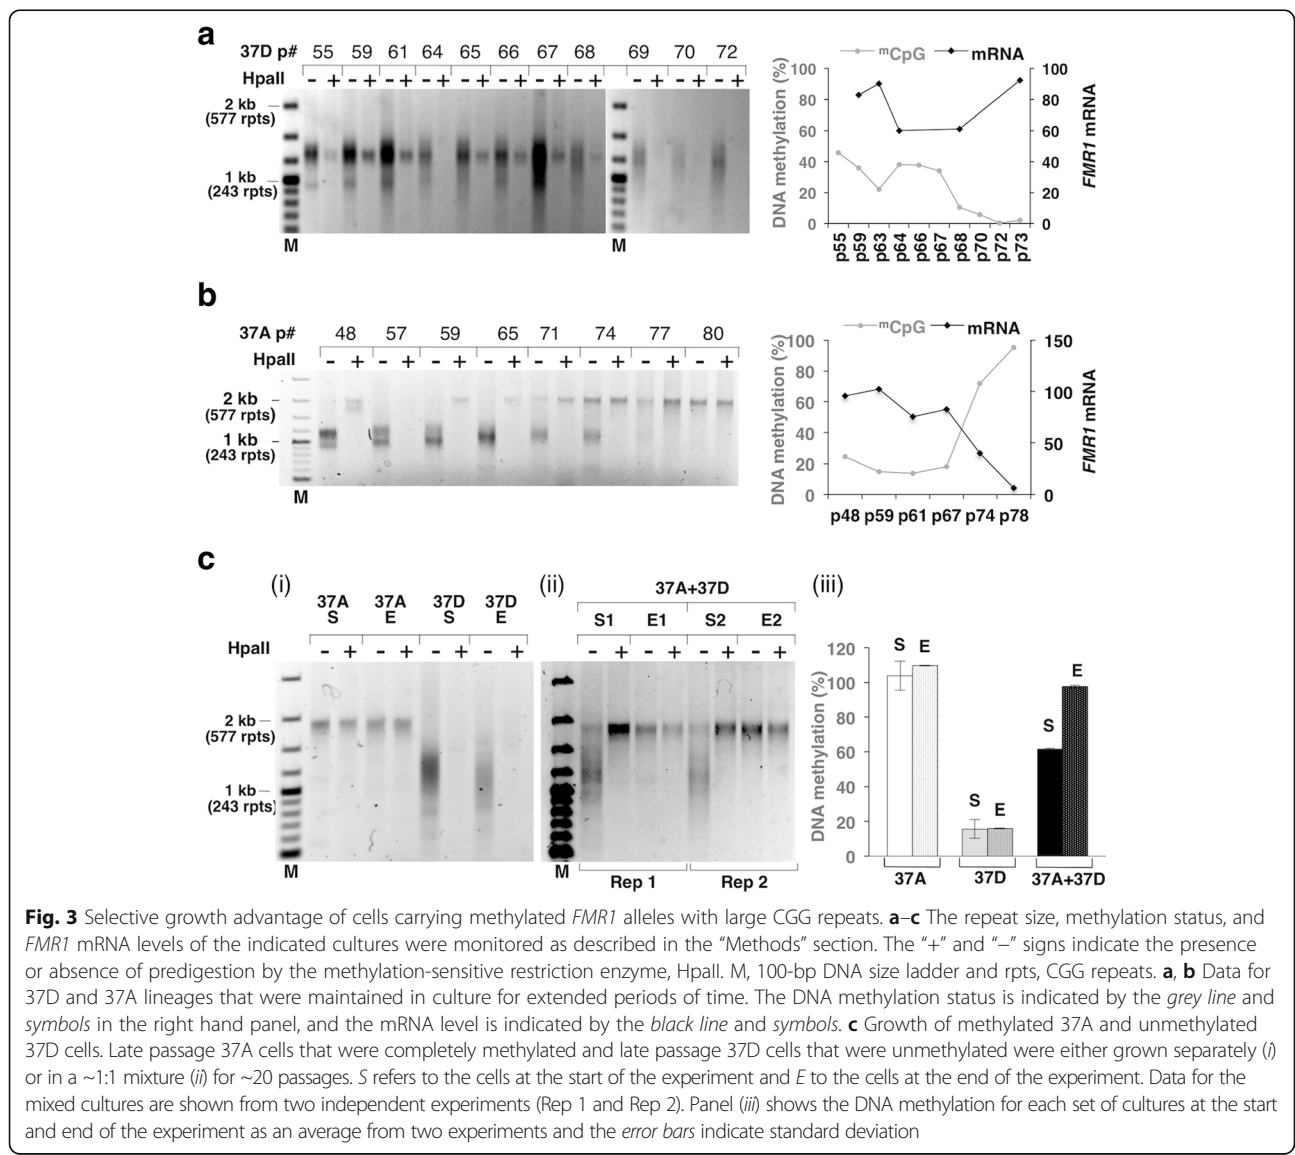 a
37D p# 55 59 61 64 65 66 67 68 69 70 72
HpaII - + - + - + - + - + - + - + - + - + - + - +
2 kb
(577 rpts)
1 kb
(243 rpts)
M M
mCpG mRNA
DNA methylation (%)
100 80 60 40 20 0
FMR1 mRNA
100 80 60 40 20 0
p55 p59 p63 p64 p66 p67 p68 p70 p72 p73
b
37A p# 48 57 59 65 71 74 77 80
HpaII - + - + - + - + - + - + - + - +
2 kb
(577 rpts)
1 kb
(243 rpts)
M
mCpG mRNA
DNA methylation (%)
100 80 60 40 20 0
FMR1 mRNA
150 100 50 0
p48 p59 p61 p67 p74 p78
c
(i)
37A 37A 37D 37D
S E S E
HpaII - + - + - + - +
2 kb
(577 rpts)
1 kb
(243 rpts)
M
(ii)
37A+37D
S1 E1 S2 E2
- + - + - + - +
M
Rep 1 Rep 2
(iii)
DNA methylation (%)
120 100 80 60 40 20 0
S E S E S E
37A 37D 37A+37D
Fig. 3 Selective growth advantage of cells carrying methylated FMR1 alleles with large CGG repeats. a–c The repeat size, methylation status, and
FMR1 mRNA levels of the indicated cultures were monitored as described in the “Methods” section. The “+” and “−” signs indicate the presence
or absence of predigestion by the methylation-sensitive restriction enzyme, HpaII. M, 100-bp DNA size ladder and rpts, CGG repeats. a, b Data for
37D and 37A lineages that were maintained in culture for extended periods of time. The DNA methylation status is indicated by the grey line and
symbols in the right hand panel, and the mRNA level is indicated by the black line and symbols. c Growth of methylated 37A and unmethylated
37D cells. Late passage 37A cells that were completely methylated and late passage 37D cells that were unmethylated were either grown separately (i)
or in a ~1:1 mixture (ii) for ~20 passages. S refers to the cells at the start of the experiment and E to the cells at the end of the experiment. Data for the
mixed cultures are shown from two independent experiments (Rep 1 and Rep 2). Panel (iii) shows the DNA methylation for each set of cultures at the start
and end of the experiment as an average from two experiments and the error bars indicate standard deviation